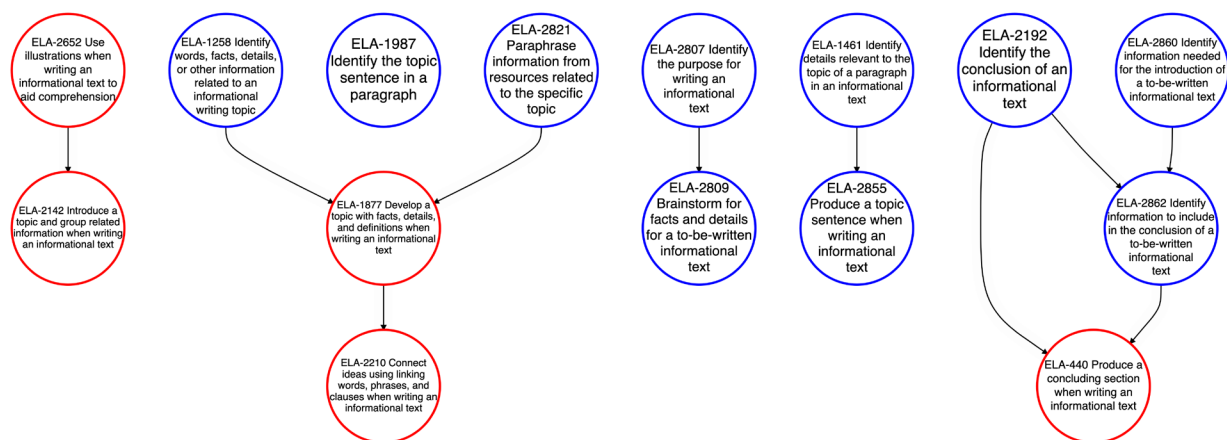 ELA-2652 Use
illustrations when
writing an
informational text to
aid comprehension
ELA-1258 Identify
words, facts, details,
or other information
related to an
informational
writing topic
ELA-1987
Identify the topic
sentence in a
paragraph
ELA-2821
Paraphrase
information from
resources related
to the specific
topic
ELA-2807 Identify
the purpose for
writing an
informational
text
ELA-1461 Identify
details relevant to the
topic of a paragraph
in an informational
text
ELA-2192
Identify the
conclusion of an
informational
text
ELA-2860 Identify
information needed
for the introduction of
a to-be-written
informational text
ELA-2142 Introduce a
topic and group related
information when writing
an informational text
ELA-1877 Develop a
topic with facts, details,
and definitions when
writing an informational
text
ELA-2809
Brainstorm for
facts and details
for a to-be-written
informational
text
ELA-2855
Produce a topic
sentence when
writing an
informational
text
ELA-2862 Identify
information to include
in the conclusion of a
to-be-written
informational
text
ELA-2210 Connect
ideas using linking
words, phrases, and
clauses when writing an
informational text
ELA-440 Produce a
concluding section
when writing an
informational text